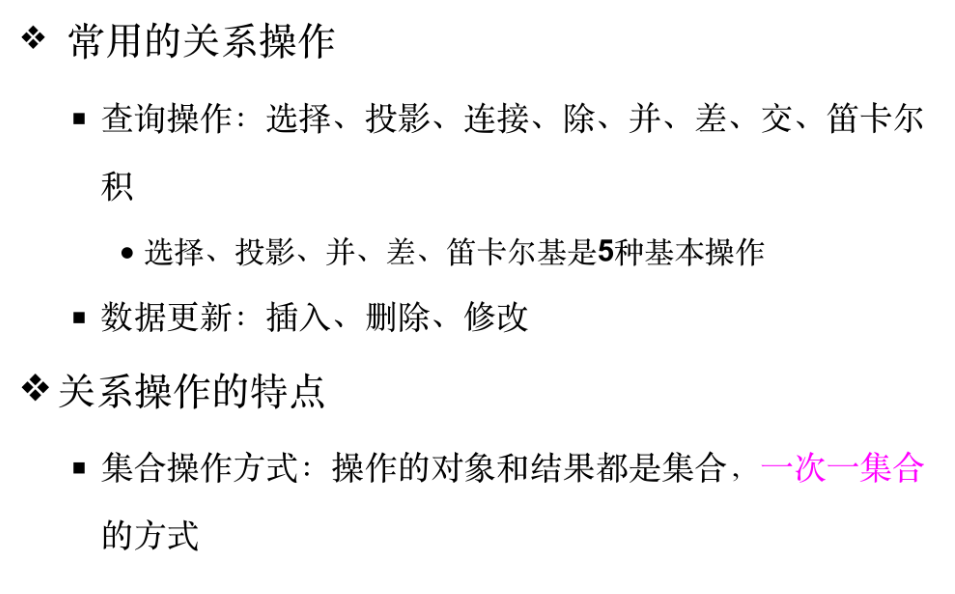 ❖ 常用的关系操作
▪ 查询操作：选择、投影、连接、除、并、差、交、笛卡尔
积
• 选择、投影、并、差、笛卡尔基是5种基本操作
▪ 数据更新：插入、删除、修改
❖ 关系操作的特点
▪ 集合操作方式：操作的对象和结果都是集合，一次一集合
的方式